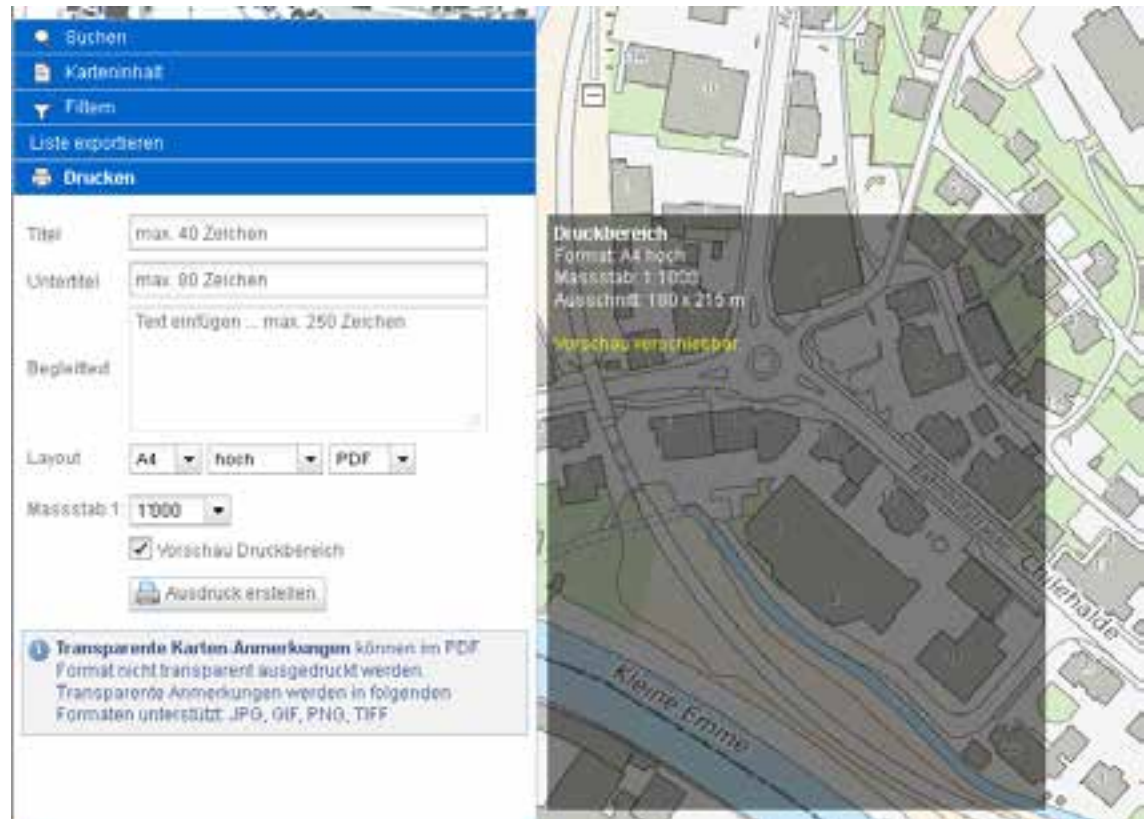 Suchen
Karteninhalt
Filtern
Liste exportieren
Drucken
Titel
max. 40 Zeichen
Untertitel
max. 80 Zeichen
Begleittext
Text einfügen ... max. 250 Zeichen
Layout
A4 hoch PDF
Massstab 1:
1'000
Vorschau Druckbereich
Ausdruck erstellen
Transparente Karten-Anmerkungen können im PDF
Format nicht transparent ausgedruckt werden.
Transparente Anmerkungen werden in folgenden
Formaten unterstützt: JPG, GIF, PNG, TIFF
Druckbereich
Format: A4 hoch
Massstab: 1:1000
Ausschnitt: 180 x 215 m
Vorschau verschiebbar
Chilehalde
Kleine Emme